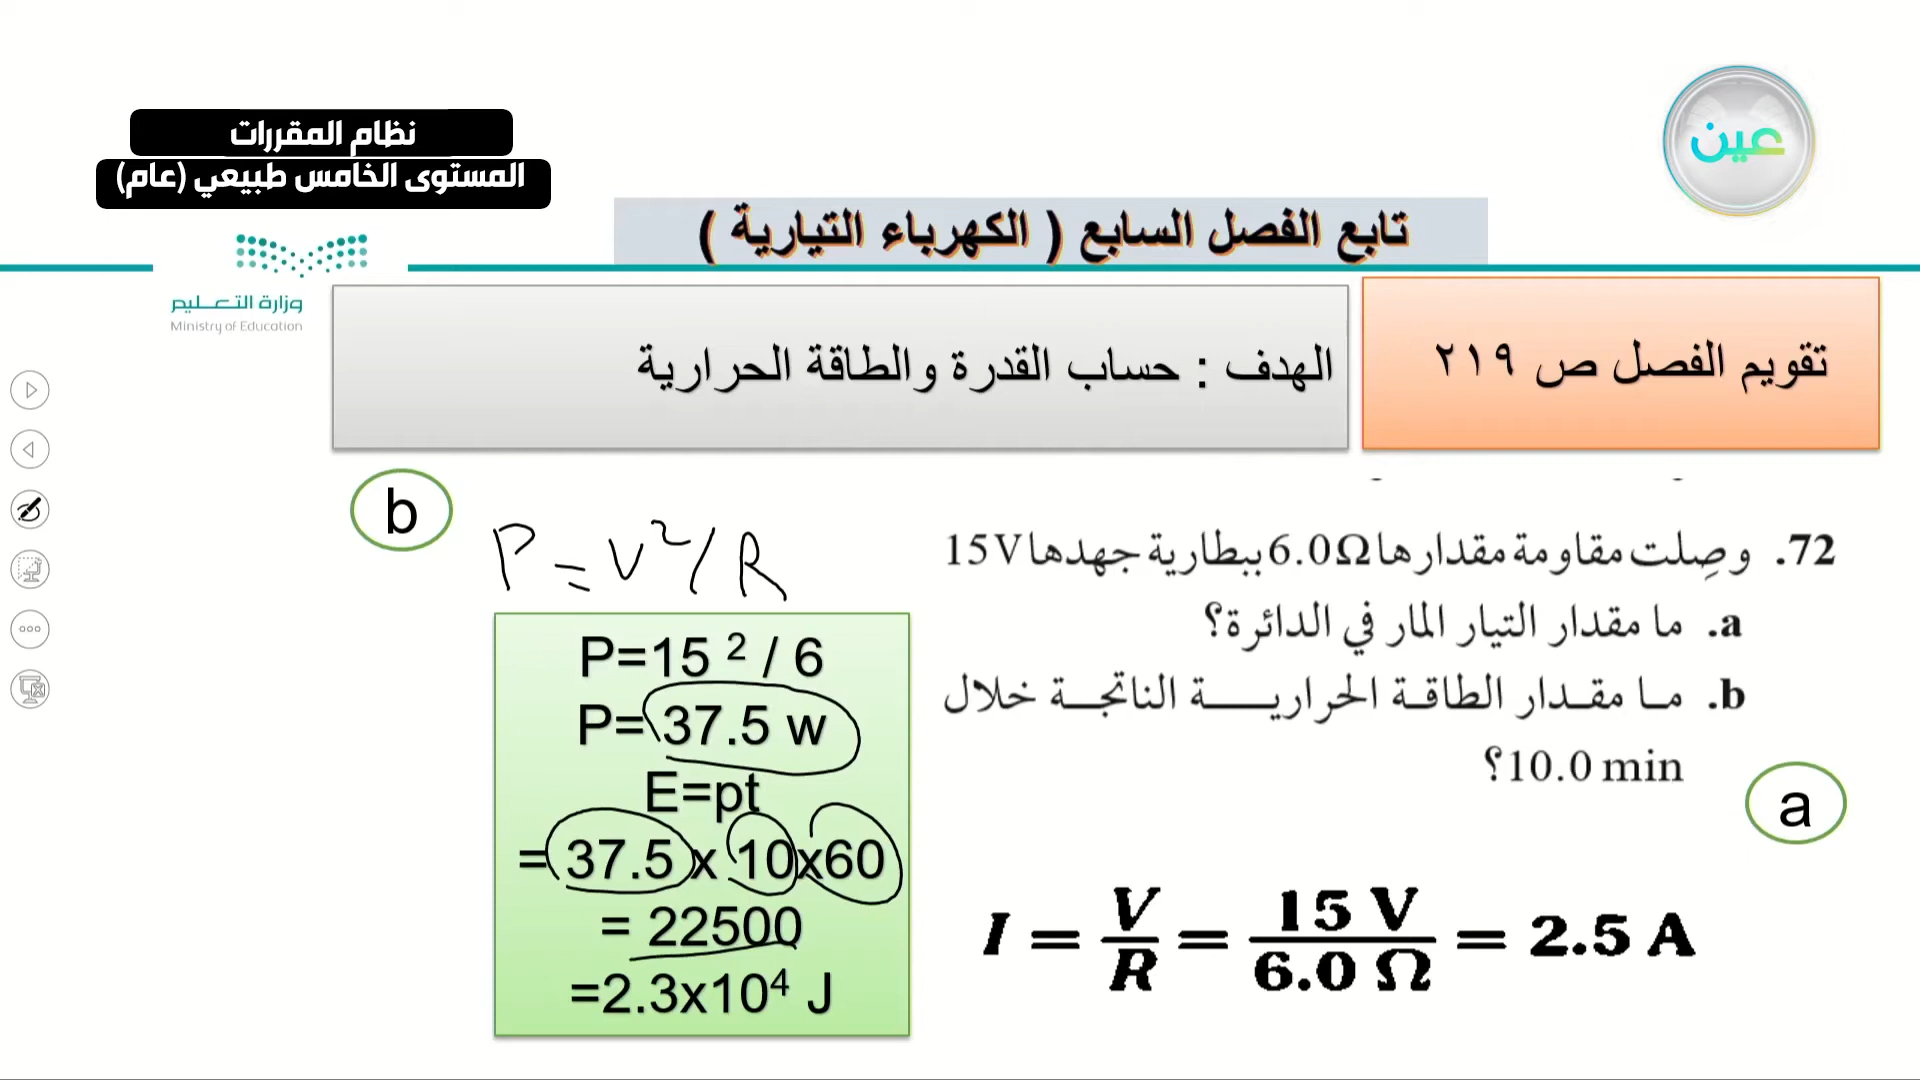 نظام المقررات
المستوى الخامس طبيعي (عام)
عين
تابع الفصل السابع ( الكهرباء التيارية )
وزارة التعليم
Ministry of Education
تقويم الفصل ص ٢١٩
الهدف : حساب القدرة والطاقة الحرارية
72. وصِلت مقاومة مقدارها 6.0Ω ببطارية جهدها 15V
a. ما مقدار التيار المار في الدائرة؟
b. ما مقدار الطاقة الحرارية الناتجة خلال
10.0 min؟
a
I = V/R = 15 V/6.0 Ω = 2.5 A
b
P = V²/R
P=15 ² / 6
P= 37.5 w
E=pt
= 37.5 x 10x60
= 22500
=2.3x10⁴ J